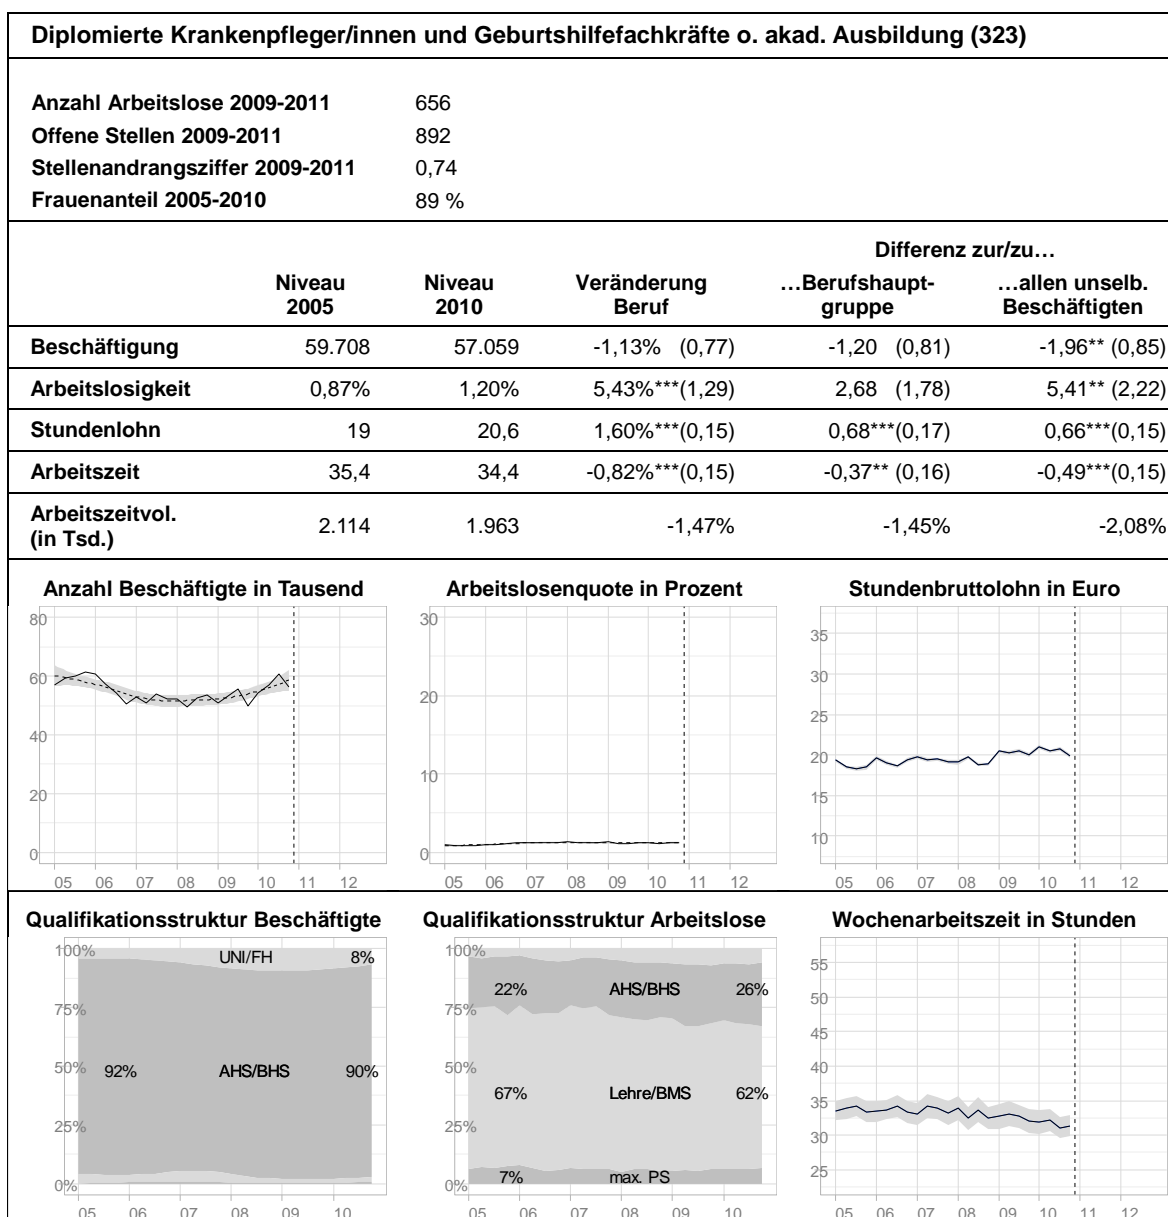 Diplomierte Krankenpfleger/innen und Geburtshilfefachkräfte o. akad. Ausbildung (323)
Anzahl Arbeitslose 2009-2011 656
Offene Stellen 2009-2011 892
Stellenandrangsziffer 2009-2011 0,74
Frauenanteil 2005-2010 89 %
Differenz zur/zu…
Niveau 2005 Niveau 2010 Veränderung Beruf …Berufshaupt-gruppe …allen unselb. Beschäftigten
Beschäftigung 59.708 57.059 -1,13% (0,77) -1,20 (0,81) -1,96** (0,85)
Arbeitslosigkeit 0,87% 1,20% 5,43%***(1,29) 2,68 (1,78) 5,41** (2,22)
Stundenlohn 19 20,6 1,60%***(0,15) 0,68***(0,17) 0,66***(0,15)
Arbeitszeit 35,4 34,4 -0,82%***(0,15) -0,37** (0,16) -0,49***(0,15)
Arbeitszeitvol.
(in Tsd.) 2.114 1.963 -1,47% -1,45% -2,08%
Anzahl Beschäftigte in Tausend
80
60
40
20
0
05 06 07 08 09 10 11 12
Arbeitslosenquote in Prozent
30
20
10
0
05 06 07 08 09 10 11 12
Stundenbruttolohn in Euro
35
30
25
20
15
10
05 06 07 08 09 10 11 12
Qualifikationsstruktur Beschäftigte
100% UNI/FH 8%
75%
50% 92% AHS/BHS 90%
25%
0%
05 06 07 08 09 10
Qualifikationsstruktur Arbeitslose
100%
22% AHS/BHS 26%
75%
50%
67% Lehre/BMS 62%
25%
0% 7% max. PS
05 06 07 08 09 10
Wochenarbeitszeit in Stunden
55
50
45
40
35
30
25
05 06 07 08 09 10 11 12